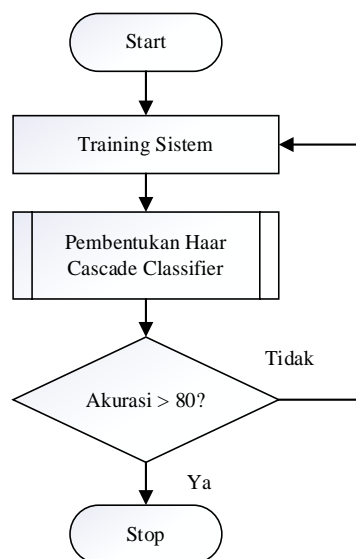 Start
Training Sistem
Pembentukan Haar
Cascade Classifier
Akurasi > 80?
Tidak
Ya
Stop